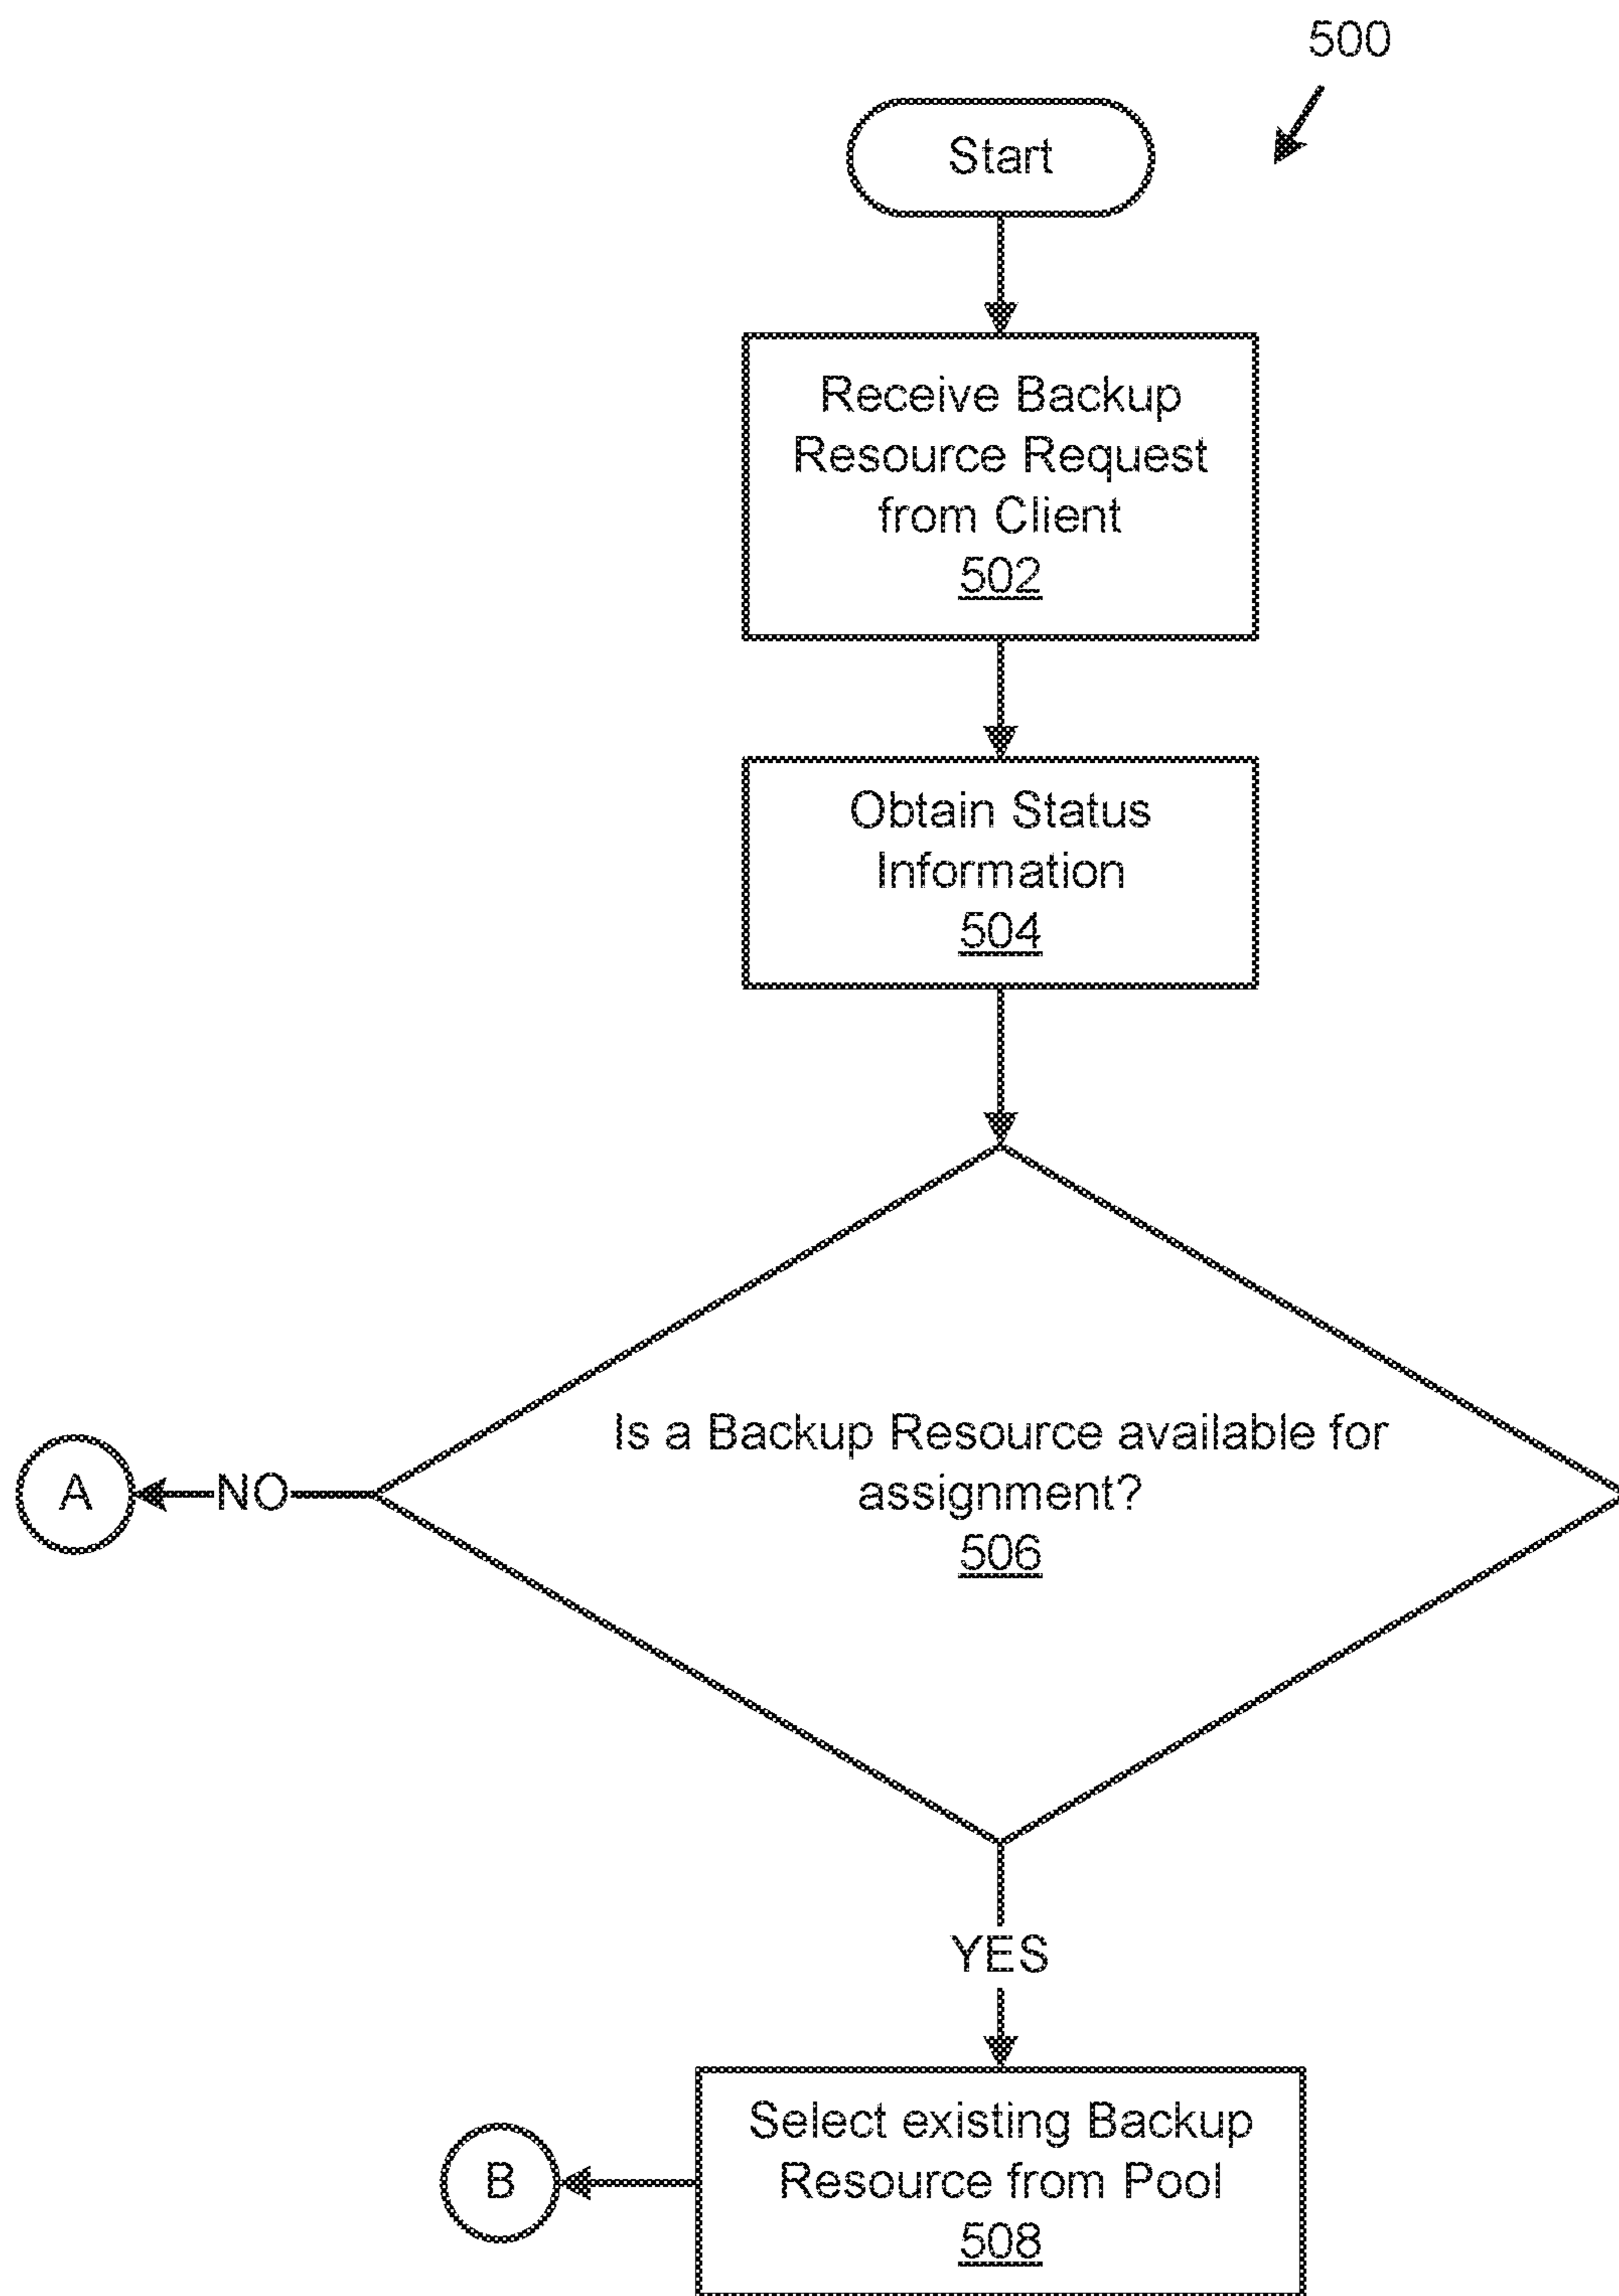 500
Start
Receive Backup
Resource Request
from Client
502
Obtain Status
Information
504
Is a Backup Resource available for
assignment?
506
A
NO
YES
Select existing Backup
Resource from Pool
508
B